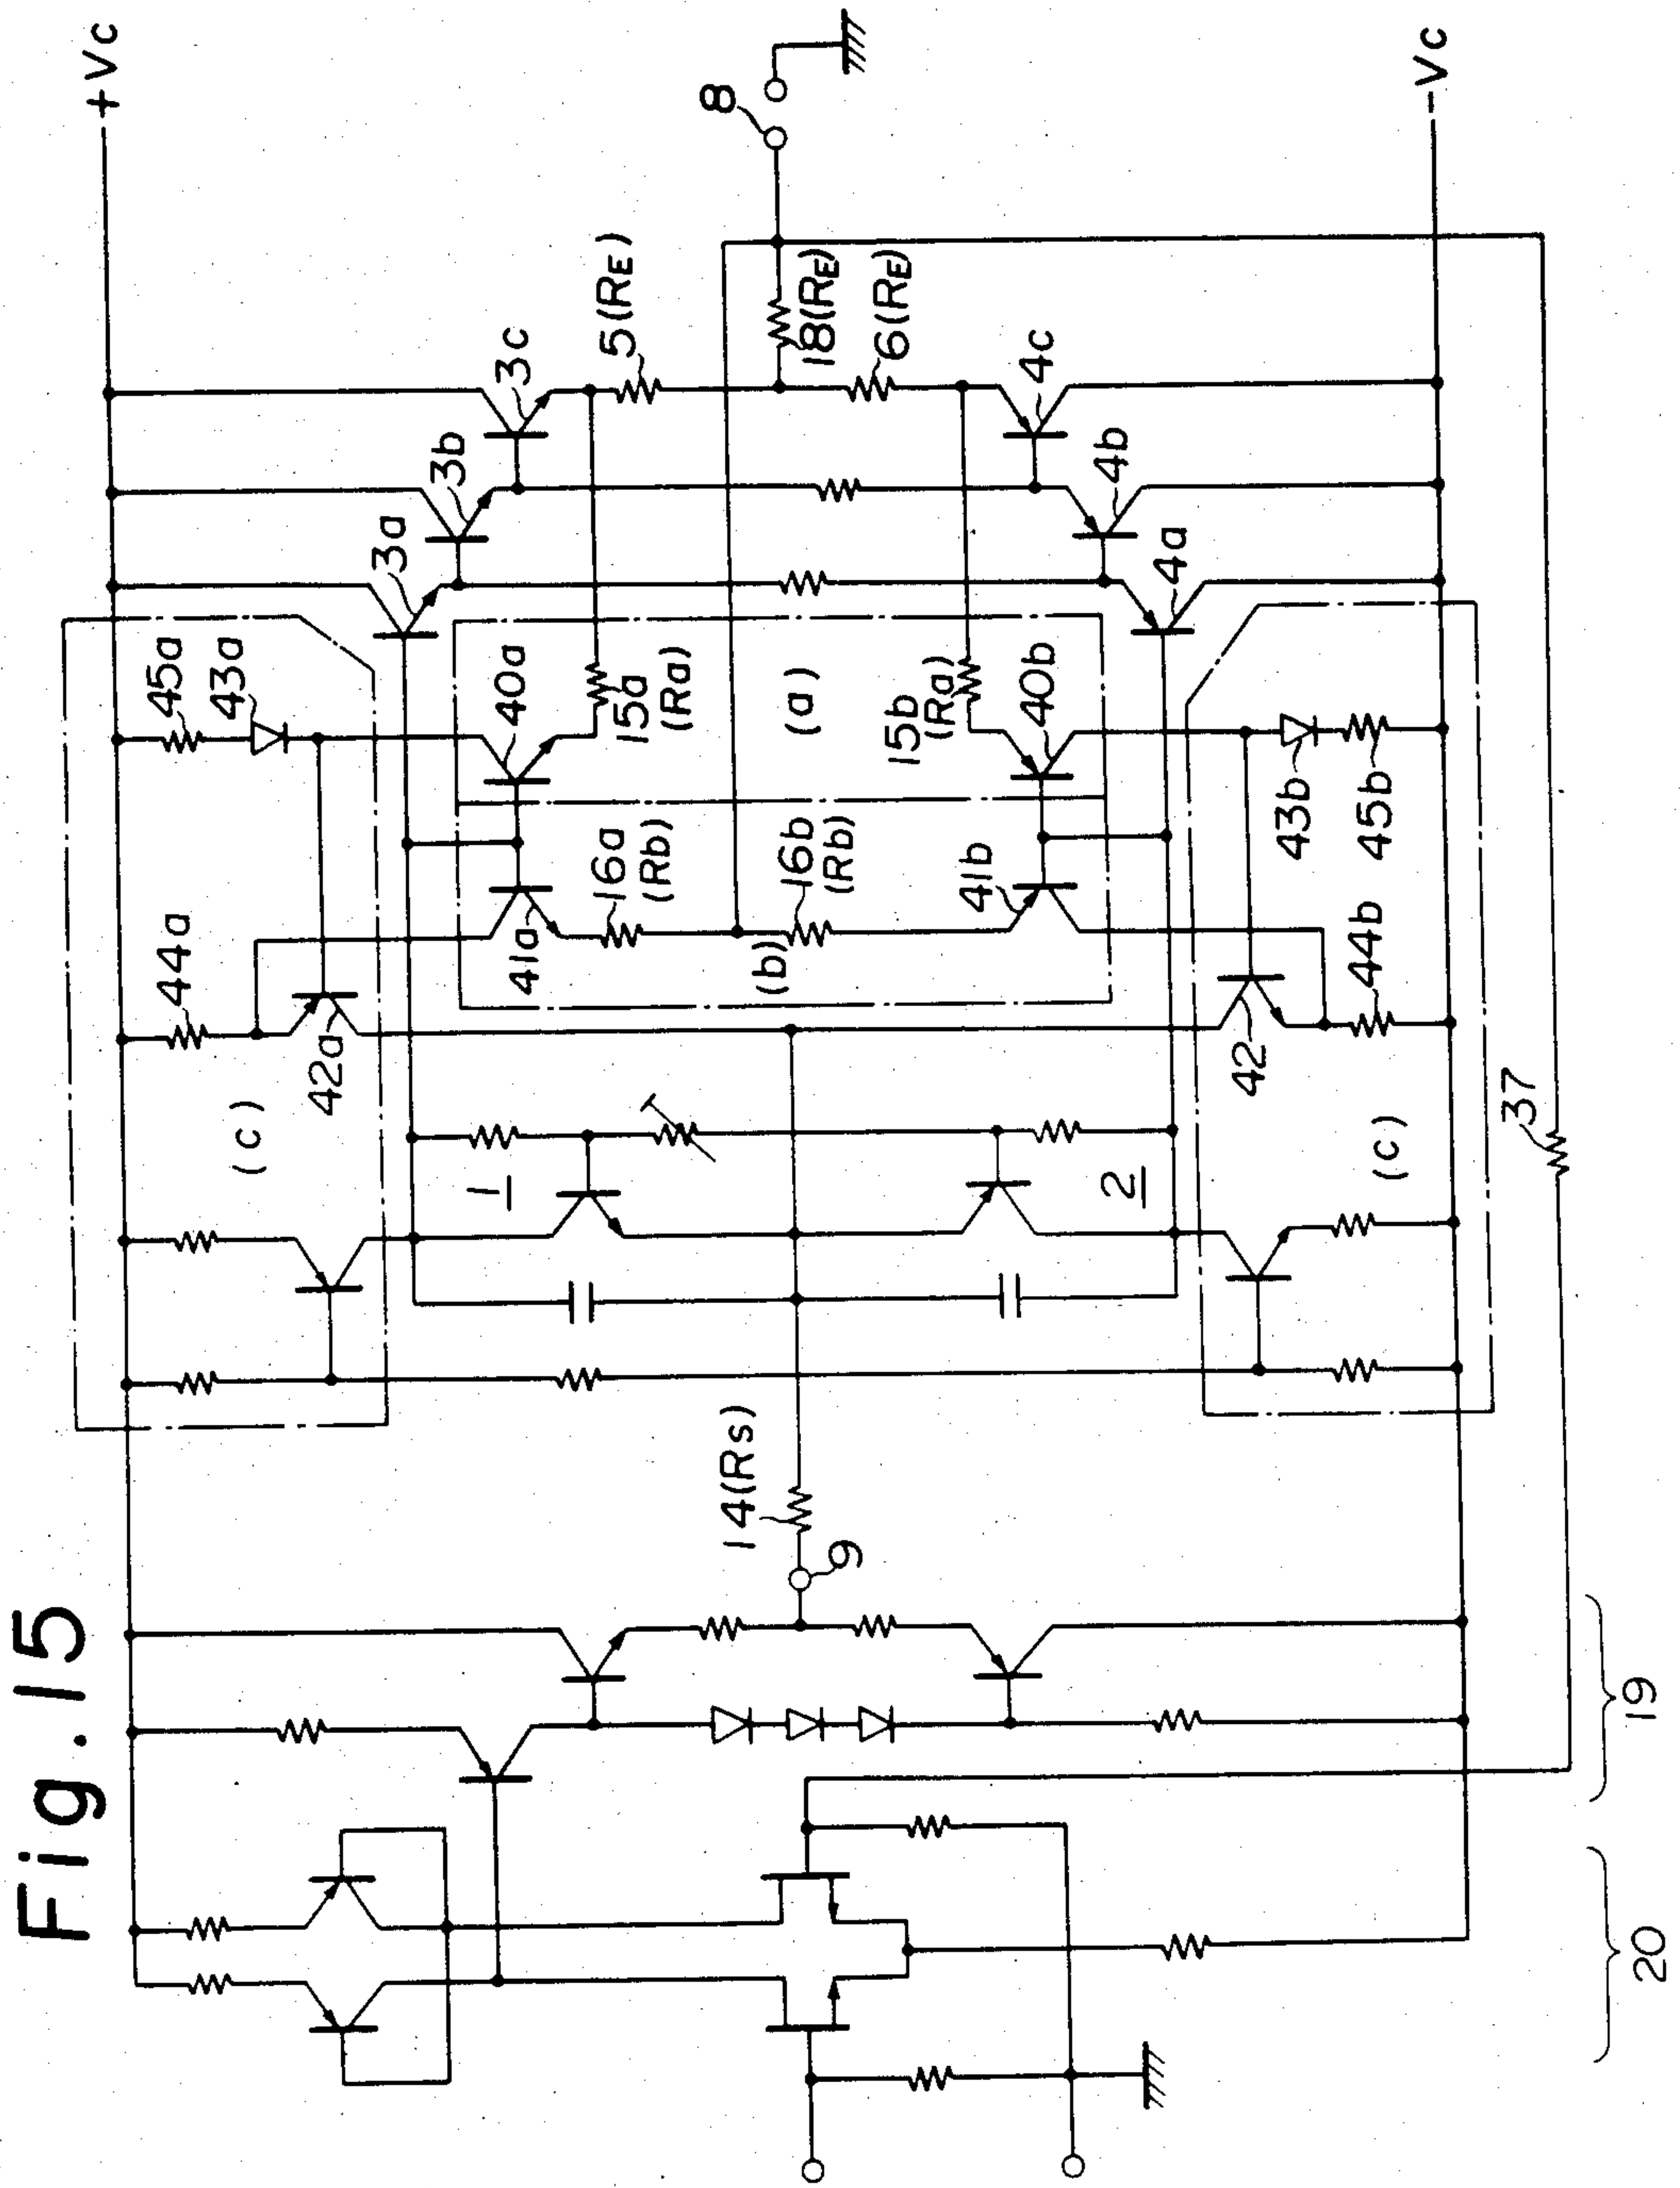 Fig.15
+Vc
-Vc
8
5(RE)
18(RE)
6(RE)
3c
3b
3a
4c
4b
4a
45a
43a
40a
15a
(Ra)
(a)
15b
(Ra)
40b
43b
45b
44a
42a
41a
16a
(Rb)
16b
(Rb)
(b)
41b
42
44b
(c)
(c)
1
2
37
14(Rs)
9
19
20